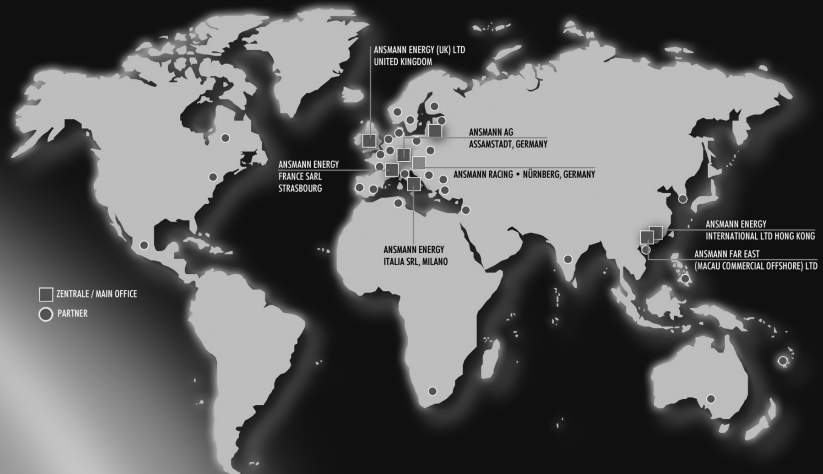 ANSMANN ENERGY (UK) LTD
UNITED KINGDOM
ANSMANN AG
ASSAMSTADT, GERMANY
ANSMANN ENERGY
FRANCE SARL
STRASBOURG
ANSMANN RACING • NÜRNBERG, GERMANY
ANSMANN ENERGY
ITALIA SRL, MILANO
ANSMANN ENERGY
INTERNATIONAL LTD HONG KONG
ANSMANN FAR EAST
(MACAU COMMERCIAL OFFSHORE) LTD
ZENTRALE / MAIN OFFICE
PARTNER